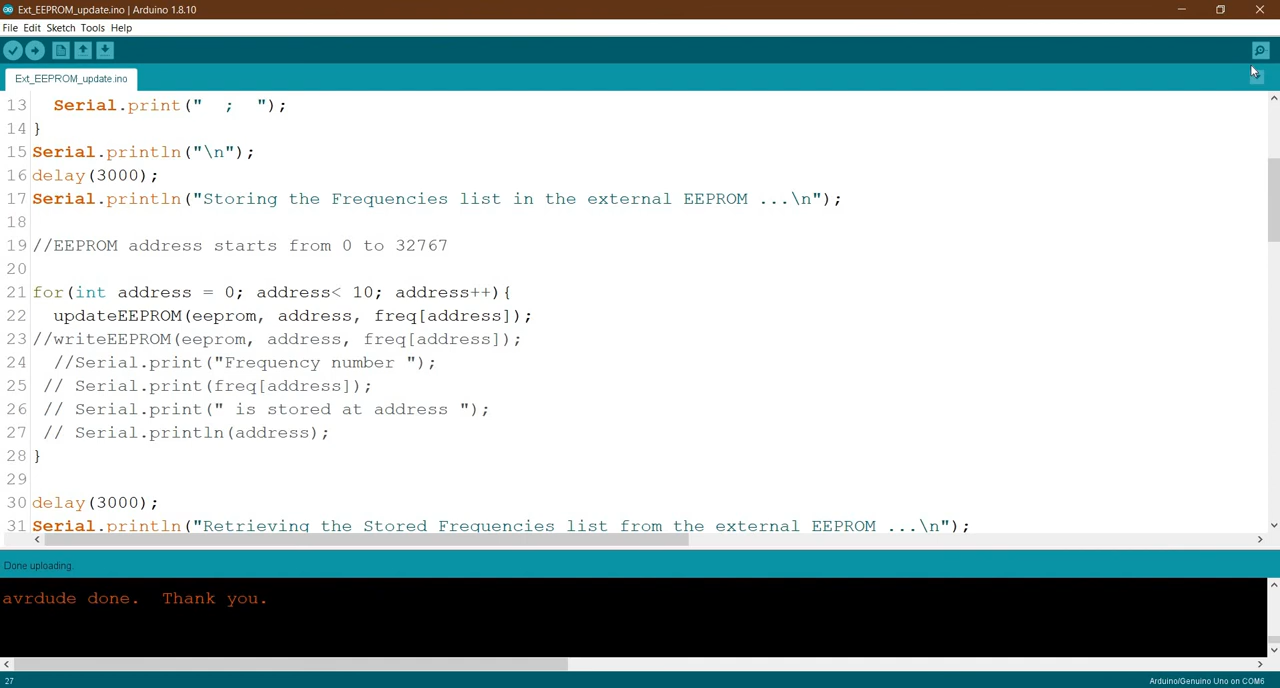 Ext_EEPROM_update.ino | Arduino 1.8.10
File Edit Sketch Tools Help
Ext_EEPROM_update.ino
13 Serial.print("  ;  ");
14 }
15 Serial.println("\n");
16 delay(3000);
17 Serial.println("Storing the Frequencies list in the external EEPROM ...\n");
18
19 //EEPROM address starts from 0 to 32767
20
21 for(int address = 0; address< 10; address++){
22 updateEEPROM(eeprom, address, freq[address]);
23 //writeEEPROM(eeprom, address, freq[address]);
24 //Serial.print("Frequency number ");
25 // Serial.print(freq[address]);
26 // Serial.print(" is stored at address ");
27 // Serial.println(address);
28 }
29
30 delay(3000);
31 Serial.println("Retrieving the Stored Frequencies list from the external EEPROM ...\n");
Done uploading.
avrdude done.  Thank you.
27
Arduino/Genuino Uno on COM6